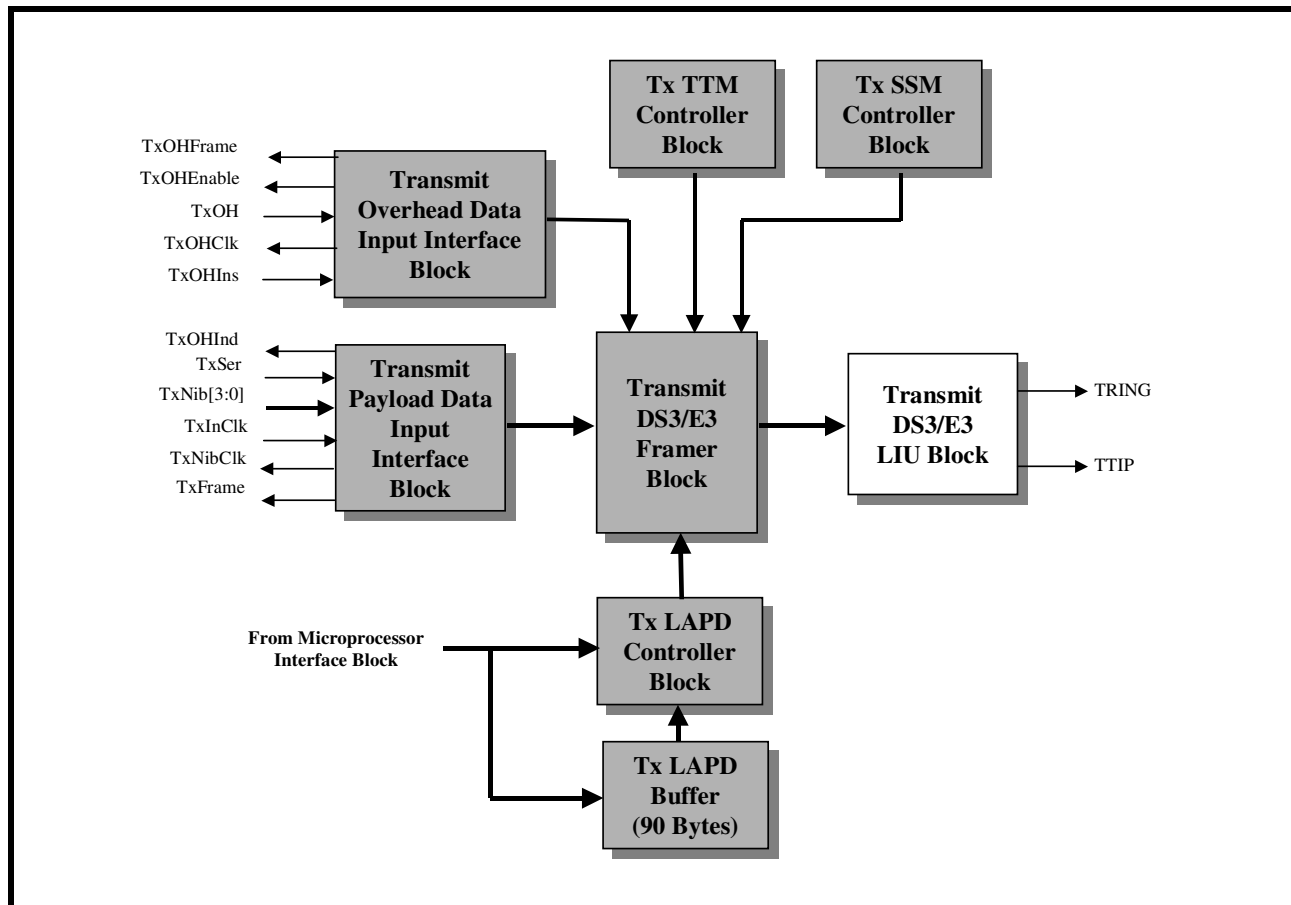 Tx TTM
Controller
Block
Tx SSM
Controller
Block
TxOHFrame
TxOHEnable
TxOH
TxOHClk
TxOHIns
Transmit
Overhead Data
Input Interface
Block
TxOHInd
TxSer
TxNib[3:0]
TxInClk
TxNibClk
TxFrame
Transmit
Payload Data
Input
Interface
Block
Transmit
DS3/E3
Framer
Block
Transmit
DS3/E3
LIU Block
TRING
TTIP
From Microprocessor
Interface Block
Tx LAPD
Controller
Block
Tx LAPD
Buffer
(90 Bytes)